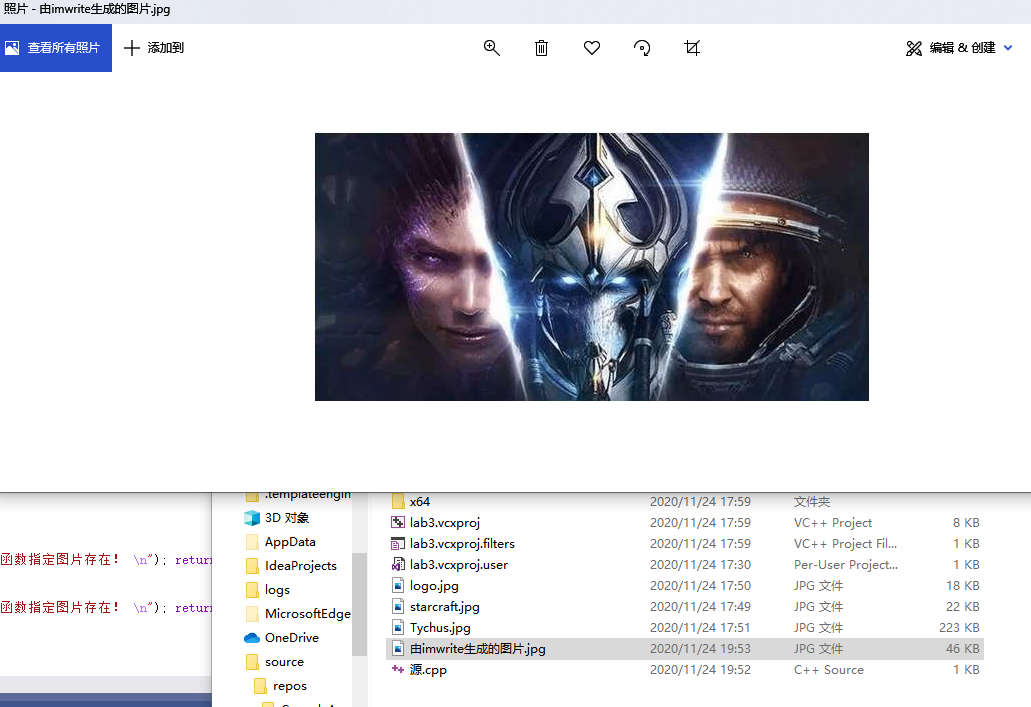 照片 - 由imwrite生成的图片.jpg
查看所有照片 添加到 编辑 & 创建
.templateengin
x64 2020/11/24 17:59 文件夹
3D 对象
lab3.vcxproj 2020/11/24 17:59 VC++ Project 8 KB
AppData
lab3.vcxproj.filters 2020/11/24 17:59 VC++ Project Fil... 1 KB
函数指定图片存在! \n"); return
IdeaProjects
lab3.vcxproj.user 2020/11/24 17:30 Per-User Project... 1 KB
logs
logo.jpg 2020/11/24 17:50 JPG 文件 18 KB
函数指定图片存在! \n"); return
MicrosoftEdge
starcraft.jpg 2020/11/24 17:49 JPG 文件 22 KB
Tychus.jpg 2020/11/24 17:51 JPG 文件 223 KB
OneDrive
由imwrite生成的图片.jpg 2020/11/24 19:53 JPG 文件 46 KB
source
源.cpp 2020/11/24 19:52 C++ Source 1 KB
repos